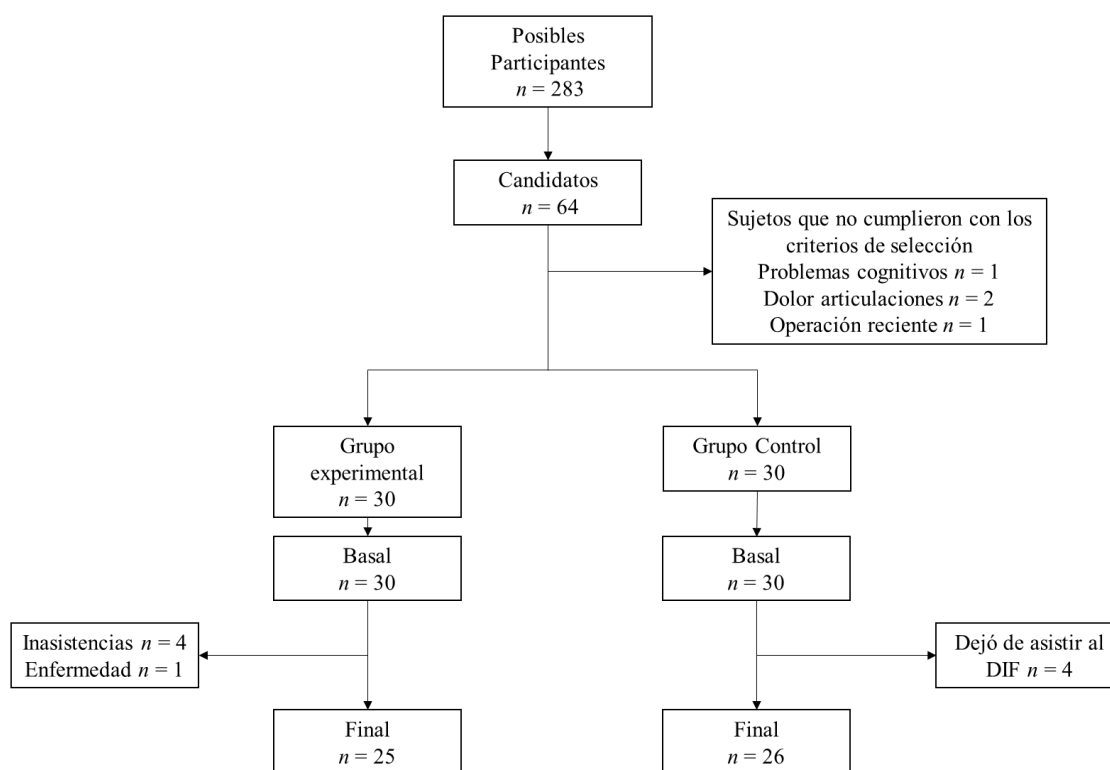 Posibles
Participantes
n = 283
Candidatos
n = 64
Sujetos que no cumplieron con los
criterios de selección
Problemas cognitivos n = 1
Dolor articulaciones n = 2
Operación reciente n = 1
Grupo
experimental
n = 30
Grupo Control
n = 30
Basal
n = 30
Basal
n = 30
Inasistencias n = 4
Enfermedad n = 1
Dejó de asistir al
DIF n = 4
Final
n = 25
Final
n = 26